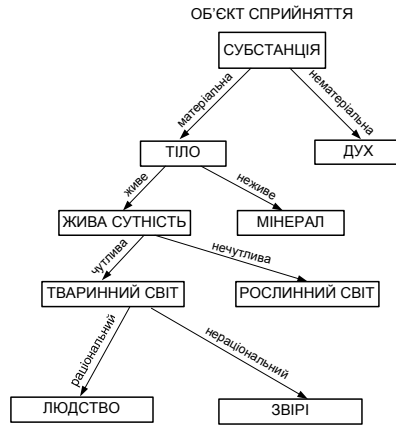 ОБ'ЄКТ СПРИЙНЯТТЯ
СУБСТАНЦІЯ
матеріальна
нематеріальна
ТІЛО
ДУХ
живе
неживе
ЖИВА СУТНІСТЬ
МІНЕРАЛ
чутлива
нечутлива
ТВАРИННИЙ СВІТ
РОСЛИННИЙ СВІТ
раціональний
нераціональний
ЛЮДСТВО
ЗВІРІ